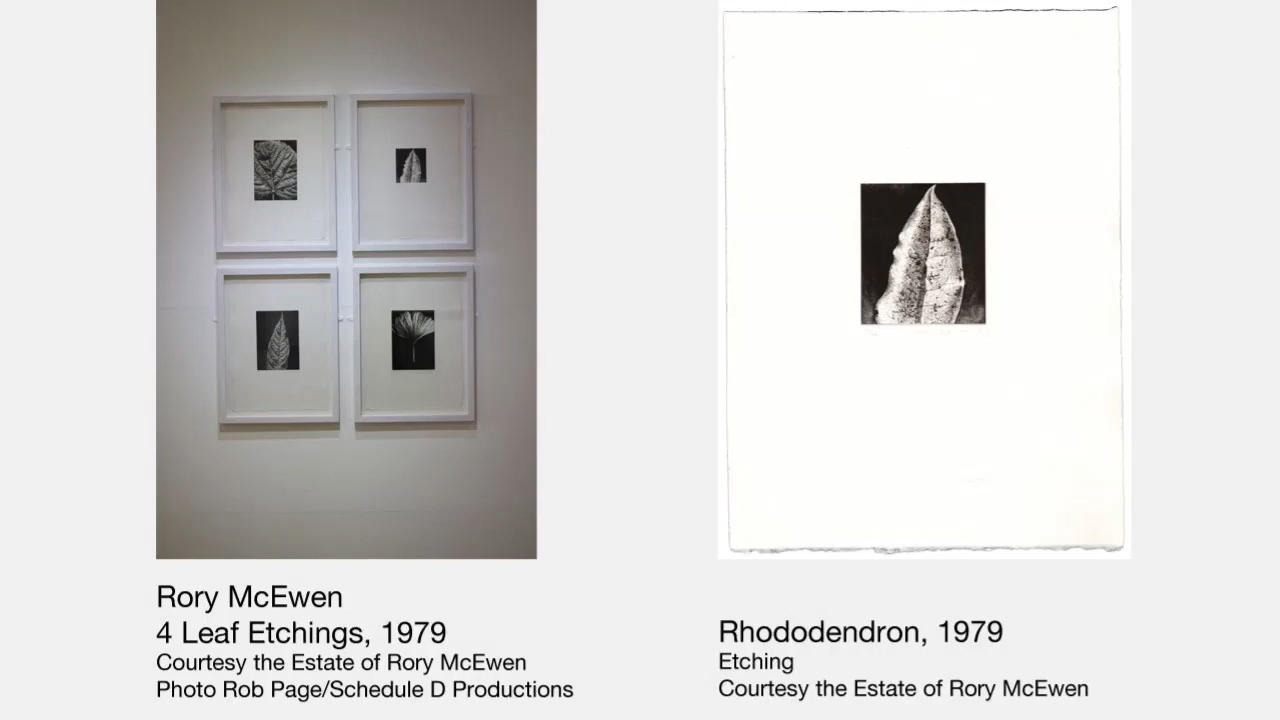 Rory McEwen
4 Leaf Etchings, 1979
Courtesy the Estate of Rory McEwen
Photo Rob Page/Schedule D Productions
Rhododendron, 1979
Etching
Courtesy the Estate of Rory McEwen